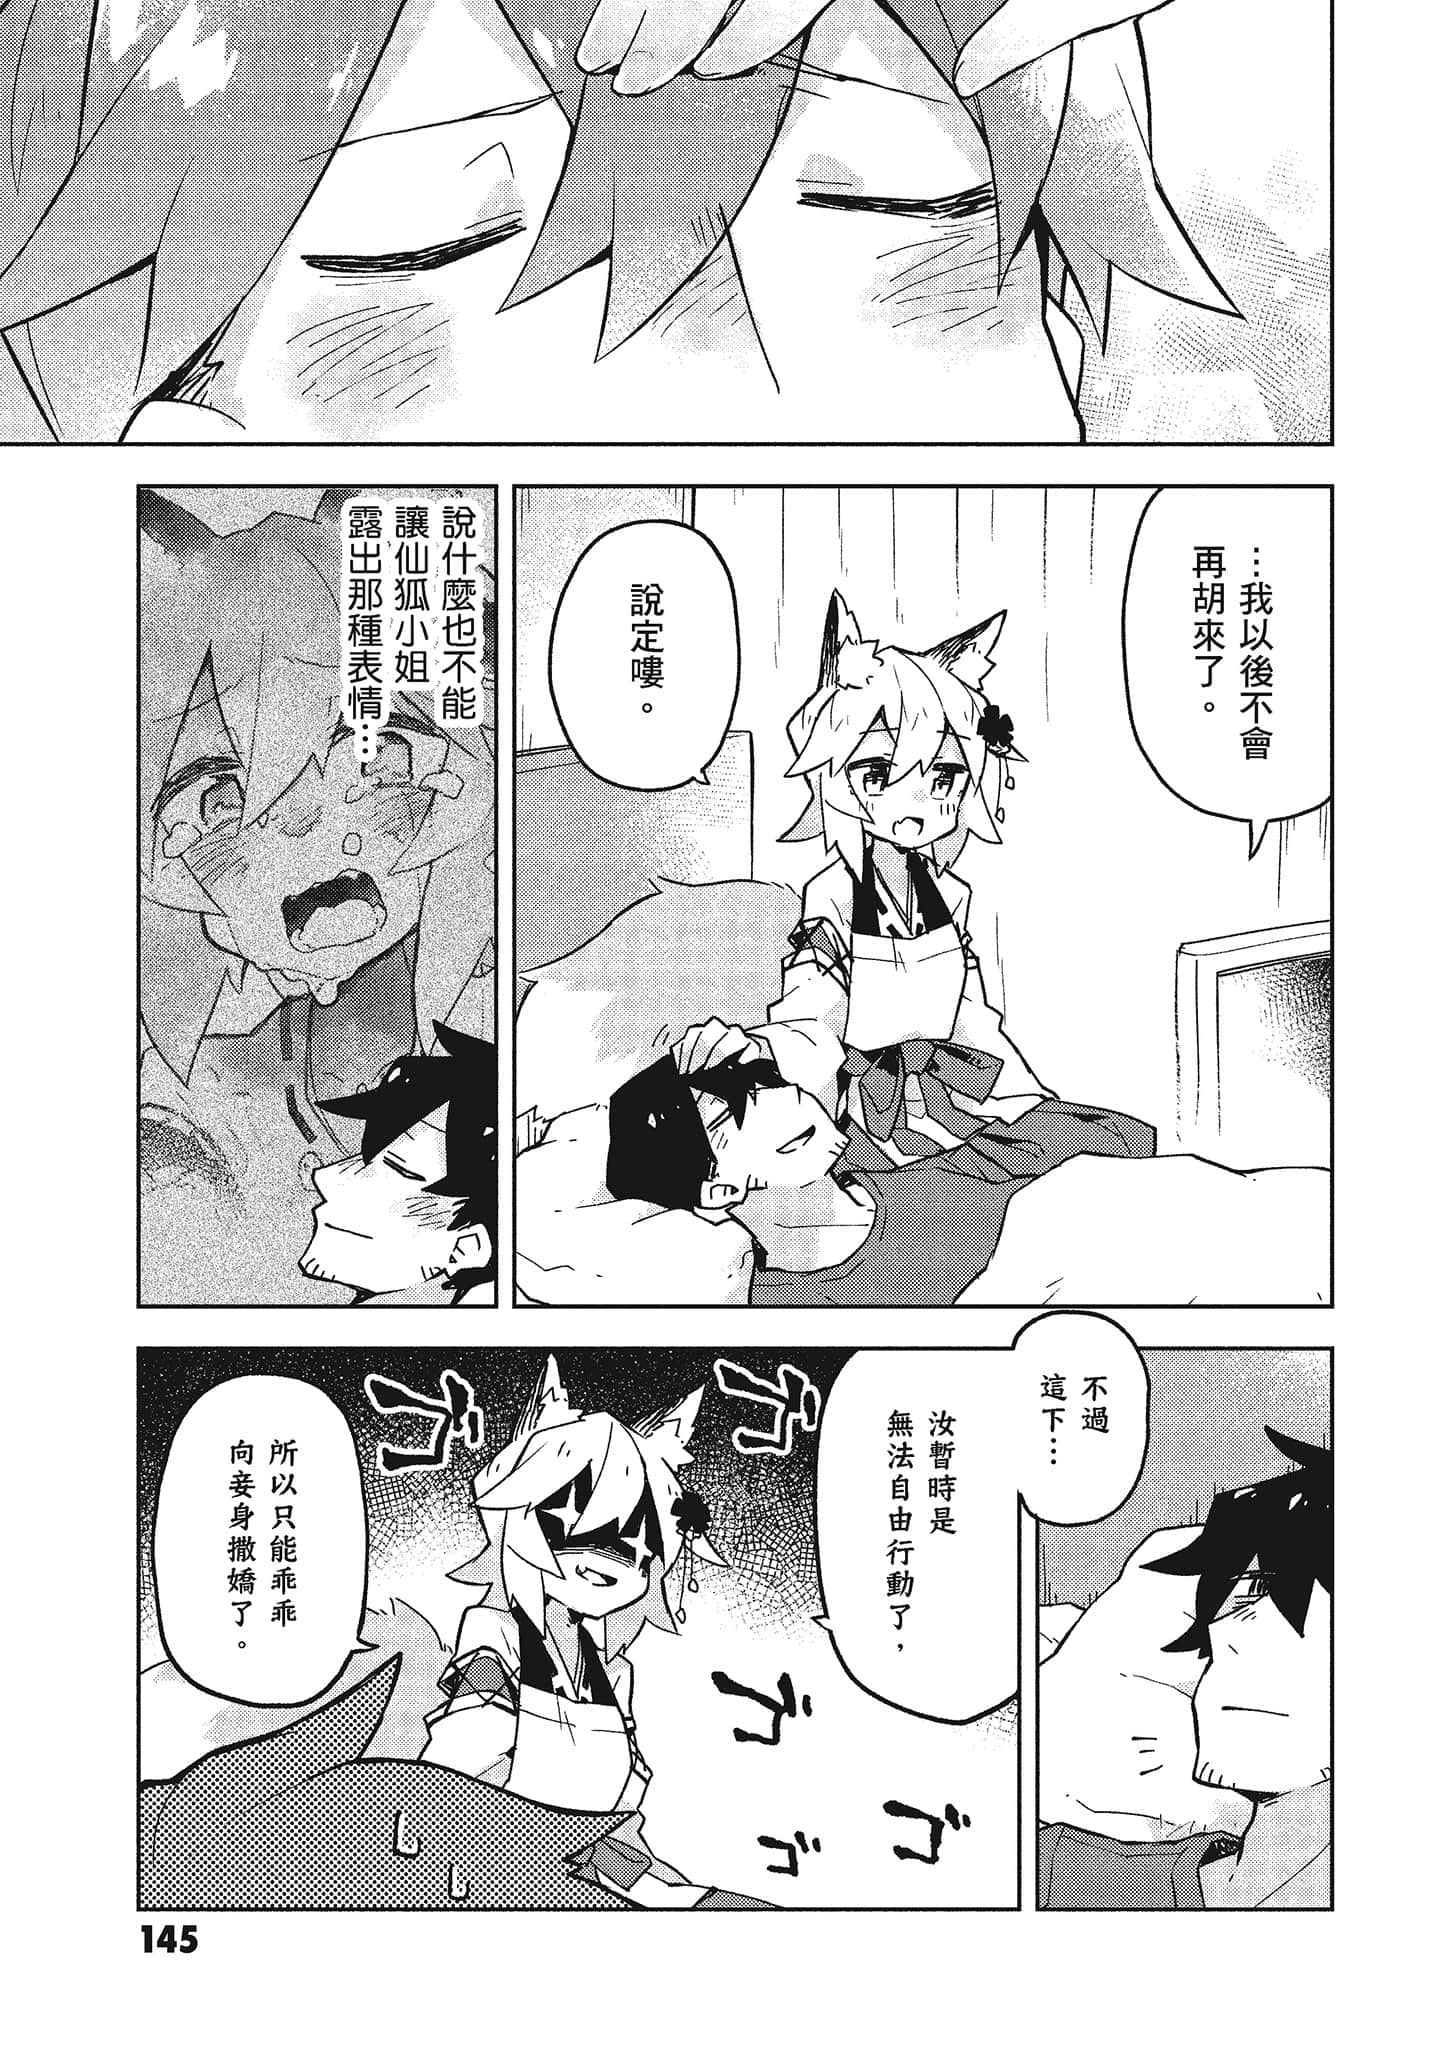 …我以後不會
再胡來了。
說定嘍。
說什麼也不能
讓仙狐小姐
露出那種表情…
不過
這下…
汝暫時是
無法自由行動了，
所以只能乖乖
向妾身撒嬌了。
ゴ
ゴ
ゴ
ゴ
ゴ
145